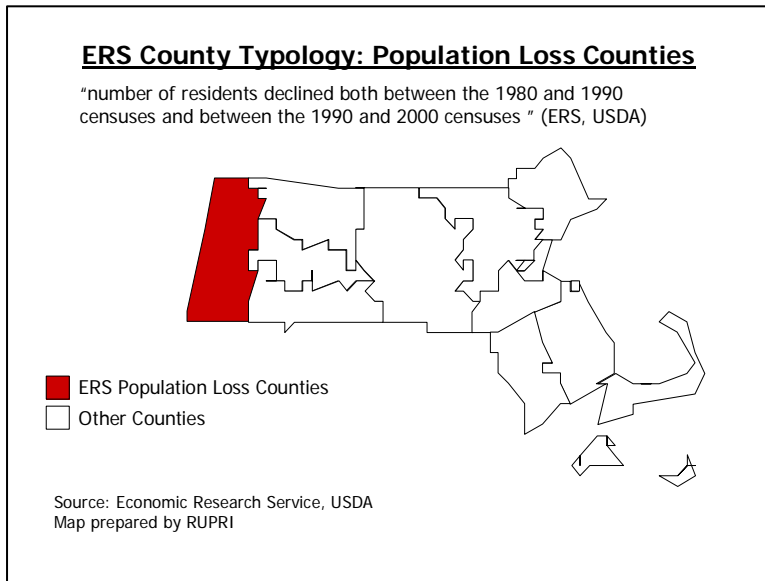 ERS County Typology: Population Loss Counties
"number of residents declined both between the 1980 and 1990
censuses and between the 1990 and 2000 censuses " (ERS, USDA)
ERS Population Loss Counties
Other Counties
Source: Economic Research Service, USDA
Map prepared by RUPRI